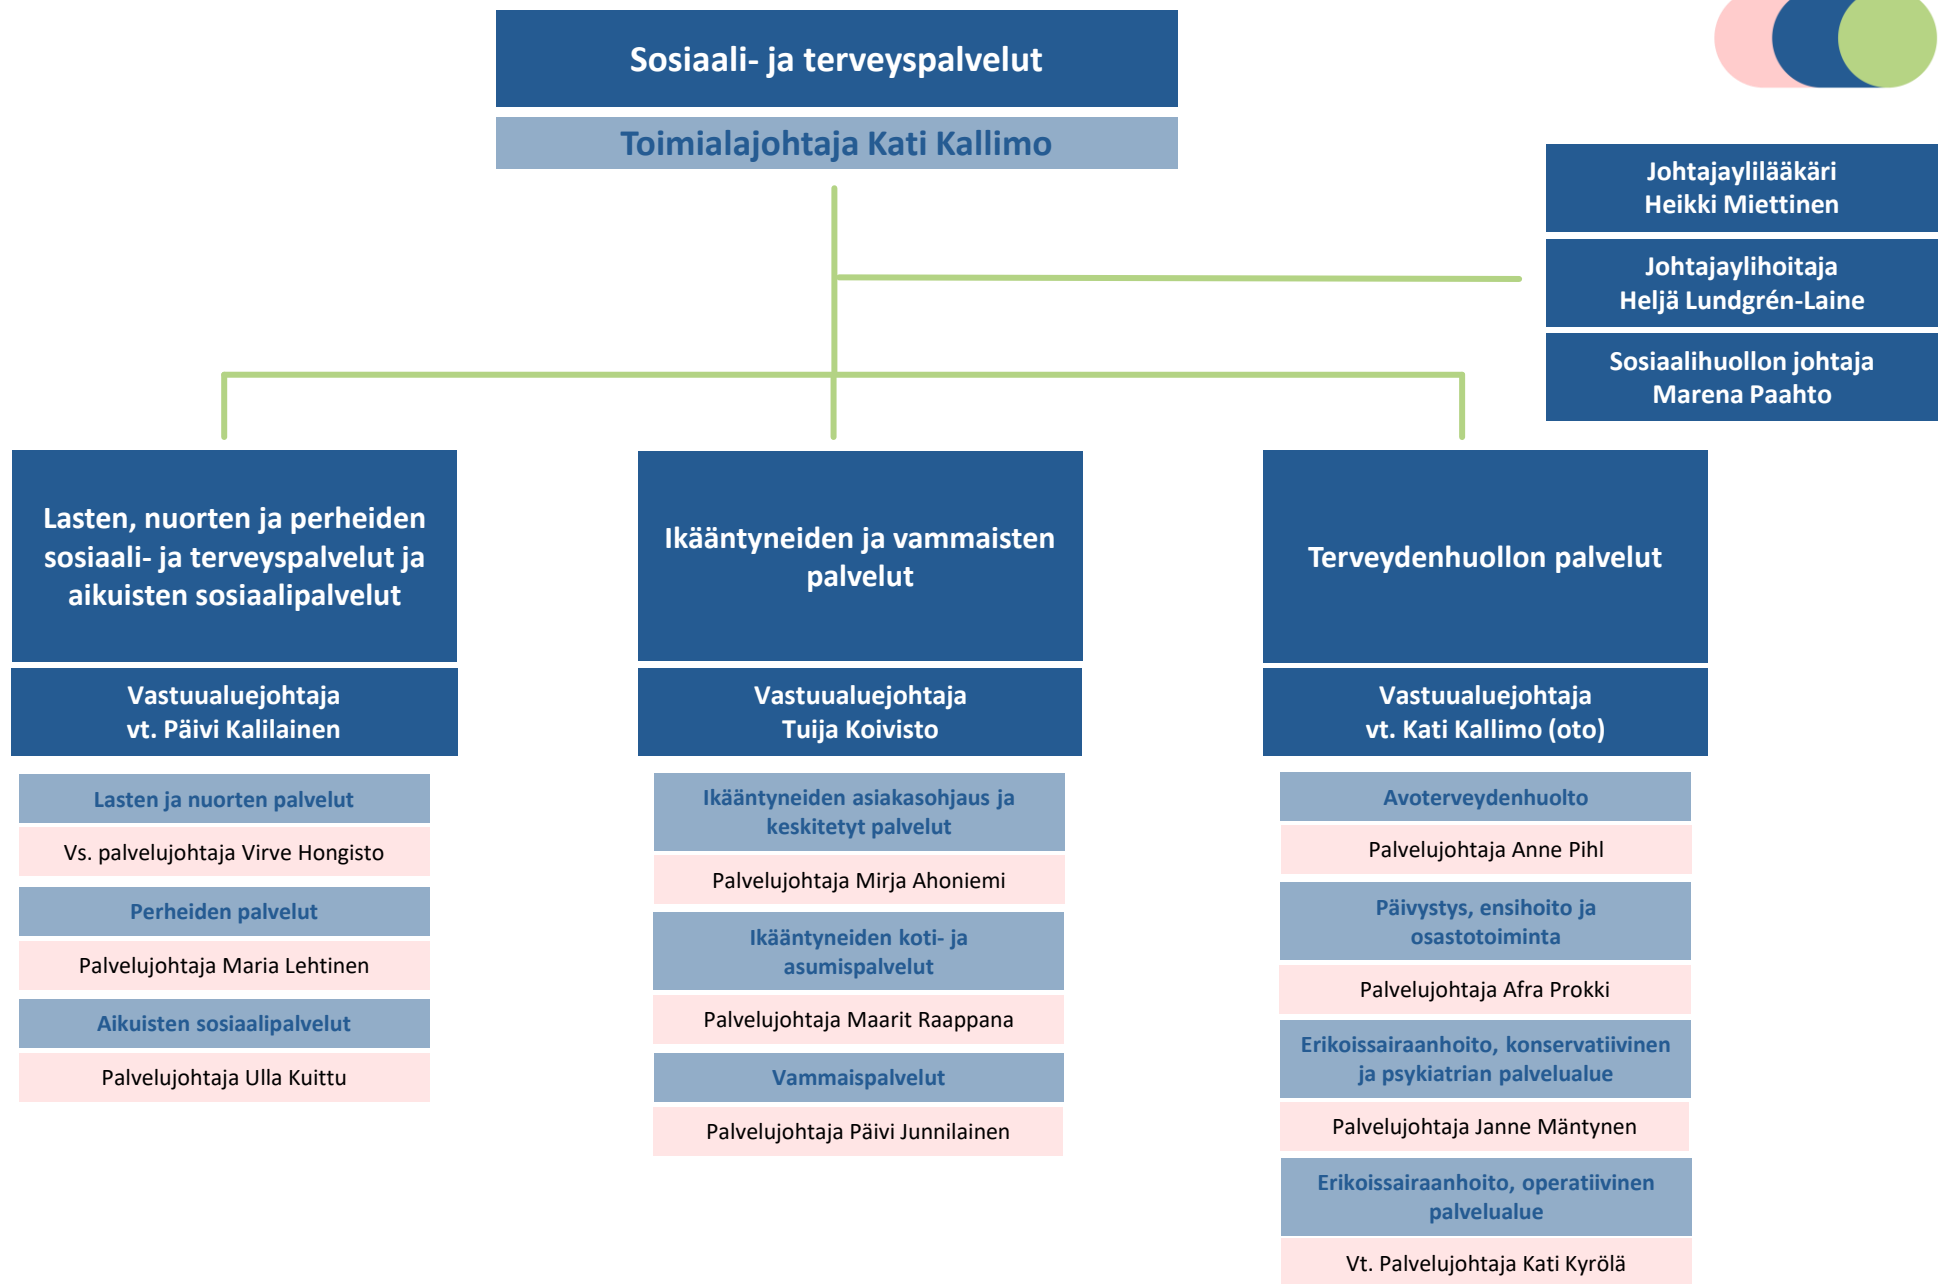 Sosiaali- ja terveyspalvelut
Toimialajohtaja Kati Kallimo
Johtajaylilääkäri
Heikki Miettinen
Johtajaylihoitaja
Heljä Lundgrén-Laine
Sosiaalihuollon johtaja
Marena Paahto
Lasten, nuorten ja perheiden
sosiaali- ja terveyspalvelut ja
aikuisten sosiaalipalvelut
Vastuualuejohtaja
vt. Päivi Kalilainen
Lasten ja nuorten palvelut
Vs. palvelujohtaja Virve Hongisto
Perheiden palvelut
Palvelujohtaja Maria Lehtinen
Aikuisten sosiaalipalvelut
Palvelujohtaja Ulla Kuittu
Ikääntyneiden ja vammaisten
palvelut
Vastuualuejohtaja
Tuija Koivisto
Ikääntyneiden asiakasohjaus ja
keskitetyt palvelut
Palvelujohtaja Mirja Ahoniemi
Ikääntyneiden koti- ja
asumispalvelut
Palvelujohtaja Maarit Raappana
Vammaispalvelut
Palvelujohtaja Päivi Junnilainen
Terveydenhuollon palvelut
Vastuualuejohtaja
vt. Kati Kallimo (oto)
Avoterveydenhuolto
Palvelujohtaja Anne Pihl
Päivystys, ensihoito ja
osastotoiminta
Palvelujohtaja Afra Prokki
Erikoissairaanhoito, konservatiivinen
ja psykiatrian palvelualue
Palvelujohtaja Janne Mäntynen
Erikoissairaanhoito, operatiivinen
palvelualue
Vt. Palvelujohtaja Kati Kyrölä